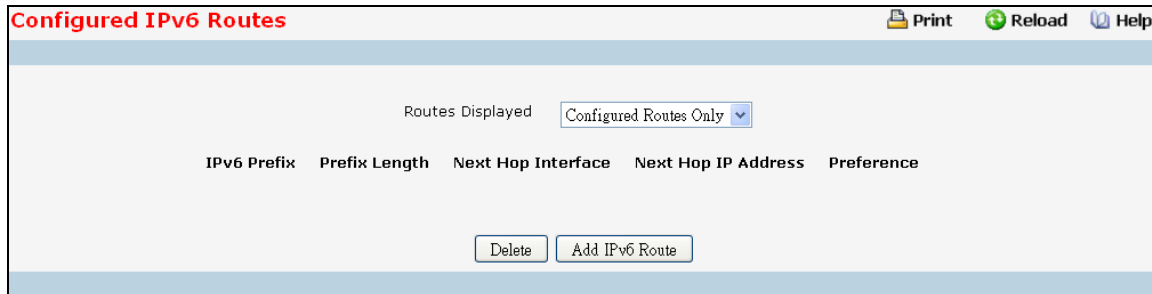 Configured IPv6 Routes Print Reload Help
Routes Displayed Configured Routes Only
IPv6 Prefix Prefix Length Next Hop Interface Next Hop IP Address Preference
Delete Add IPv6 Route